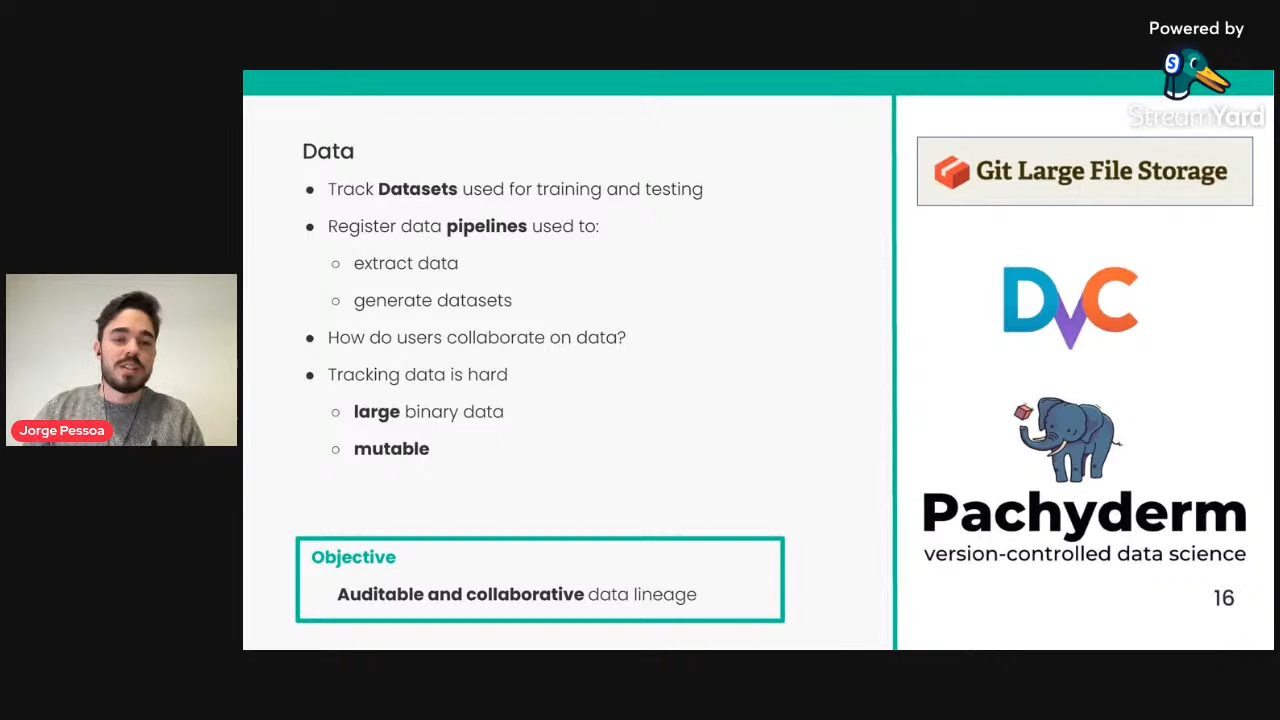 Powered by
S
StreamYard
Data
● Track Datasets used for training and testing
● Register data pipelines used to:
○ extract data
○ generate datasets
● How do users collaborate on data?
● Tracking data is hard
○ large binary data
○ mutable
Objective
Auditable and collaborative data lineage
Git Large File Storage
DVC
Pachyderm
version-controlled data science
16
Jorge Pessoa